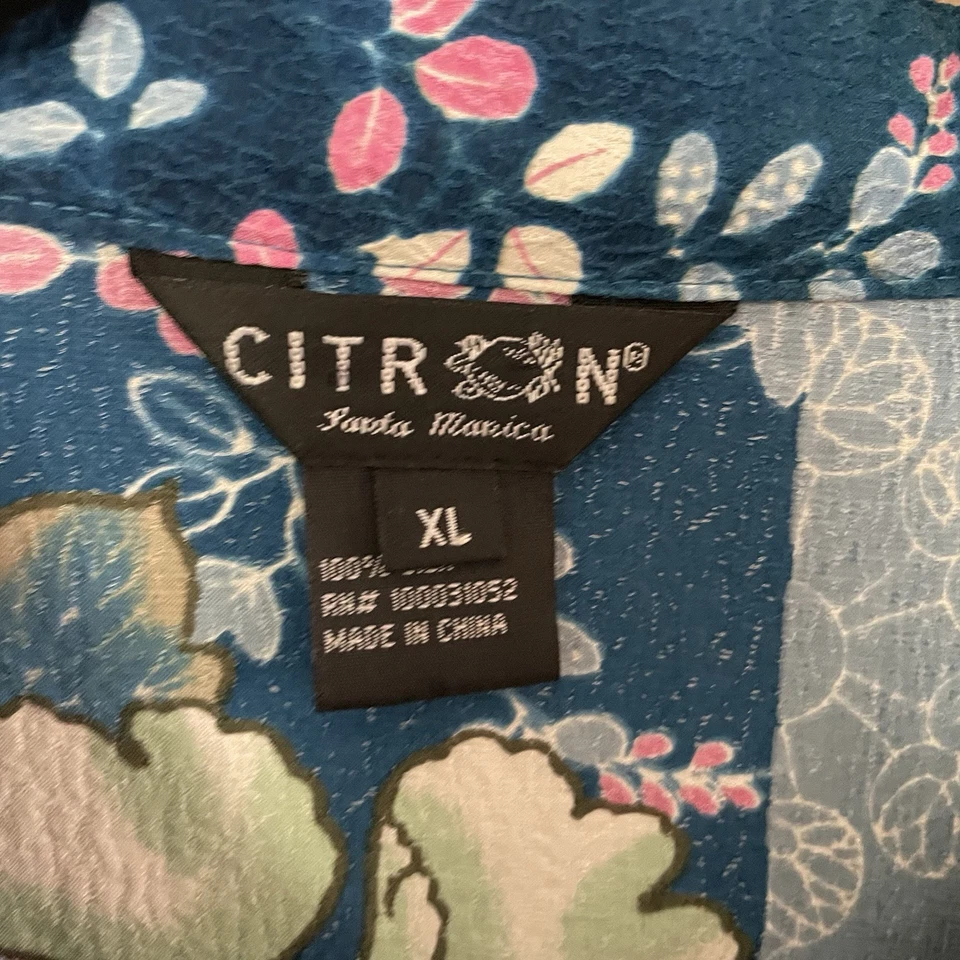 CITRON®
Santa Monica
XL
100%
RN# 100031052
MADE IN CHINA